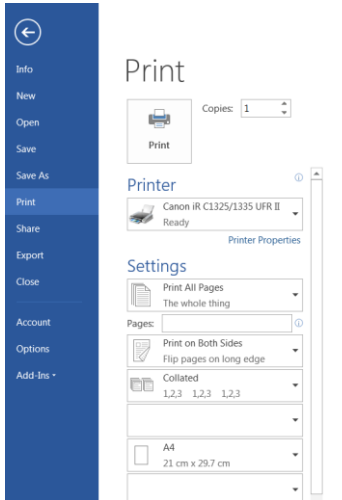 Info
New
Open
Save
Save As
Print
Share
Export
Close
Account
Options
Add-Ins
Print
Copies: 1
Print
Printer
Canon iR C1325/1335 UFR II
Ready
Printer Properties
Settings
Print All Pages
The whole thing
Pages:
Print on Both Sides
Flip pages on long edge
Collated
1,2,3 1,2,3 1,2,3
A4
21 cm x 29.7 cm